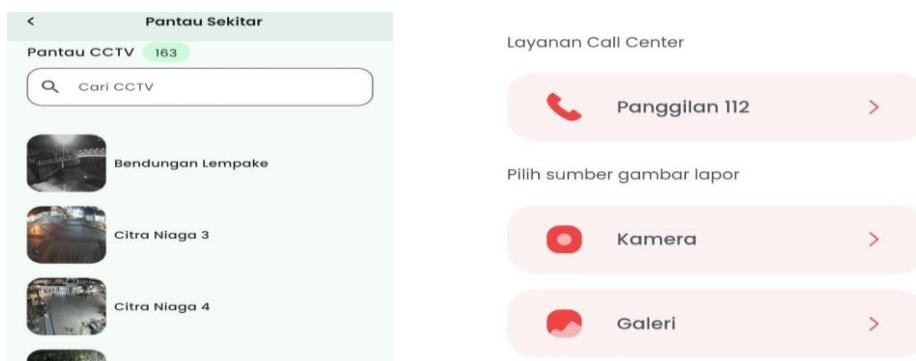 Pantau Sekitar
Pantau CCTV 163
Cari CCTV
Bendungan Lempake
Citra Niaga 3
Citra Niaga 4
Layanan Call Center
Panggilan 112
Pilih sumber gambar lapor
Kamera
Galeri